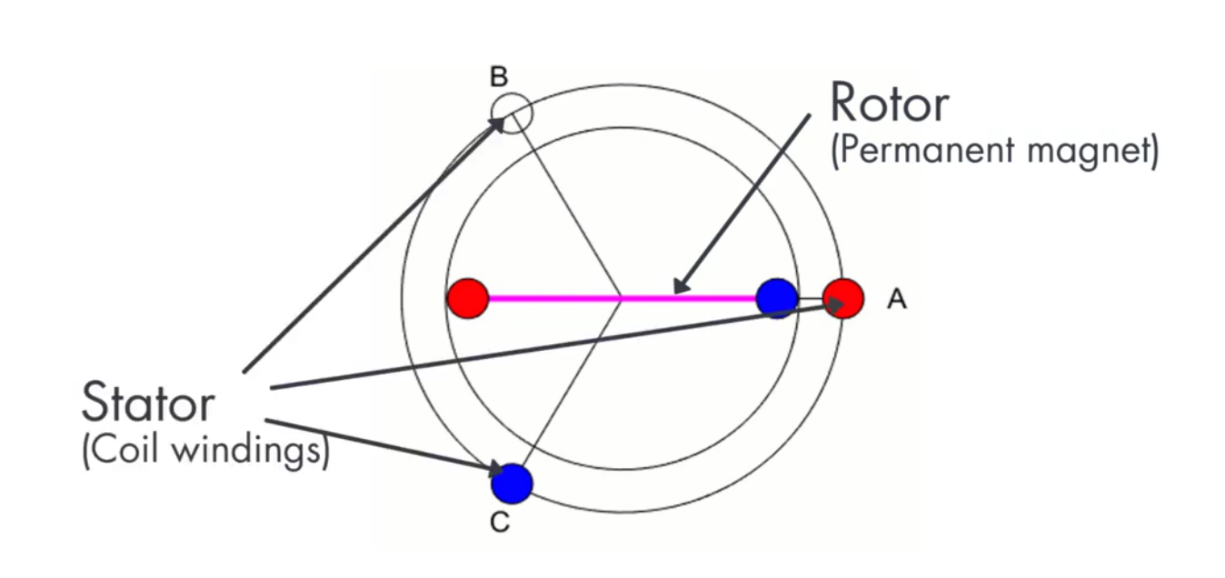 B
Rotor
(Permanent magnet)
A
Stator
(Coil windings)
C